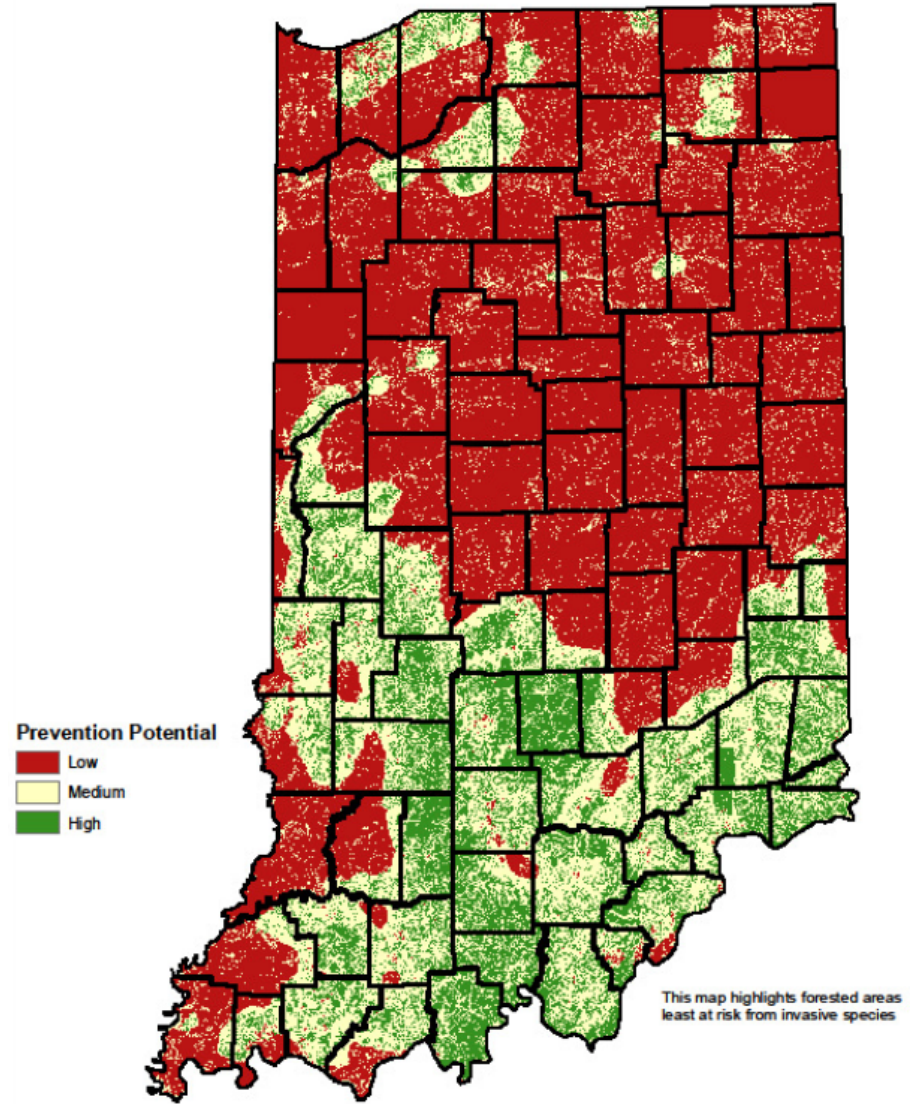 Prevention Potential
Low
Medium
High
This map highlights forested areas
least at risk from invasive species